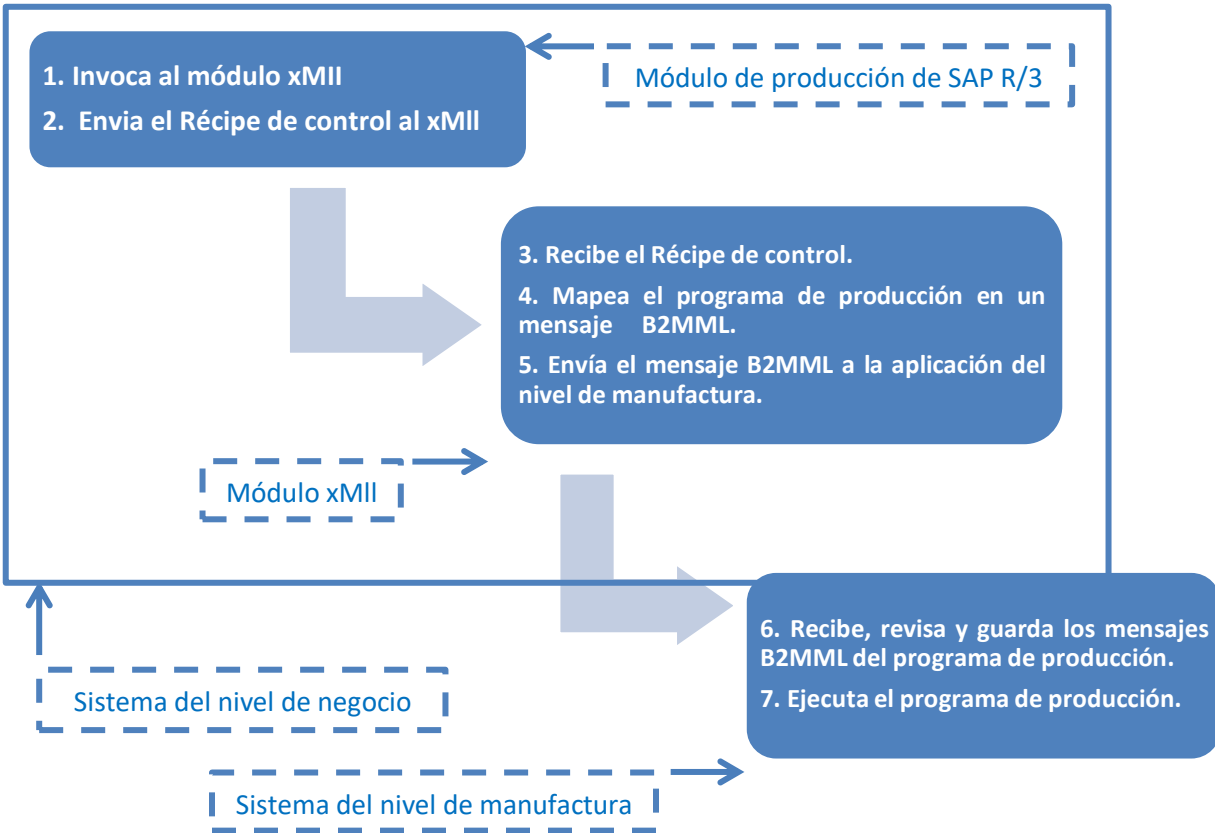 1. Invoca al módulo xMII
2. Envia el Récipe de control al xMll
Módulo de producción de SAP R/3
3. Recibe el Récipe de control.
4. Mapea el programa de producción en un
mensaje B2MML.
5. Envía el mensaje B2MML a la aplicación del
nivel de manufactura.
Módulo xMll
6. Recibe, revisa y guarda los mensajes
B2MML del programa de producción.
7. Ejecuta el programa de producción.
Sistema del nivel de negocio
Sistema del nivel de manufactura